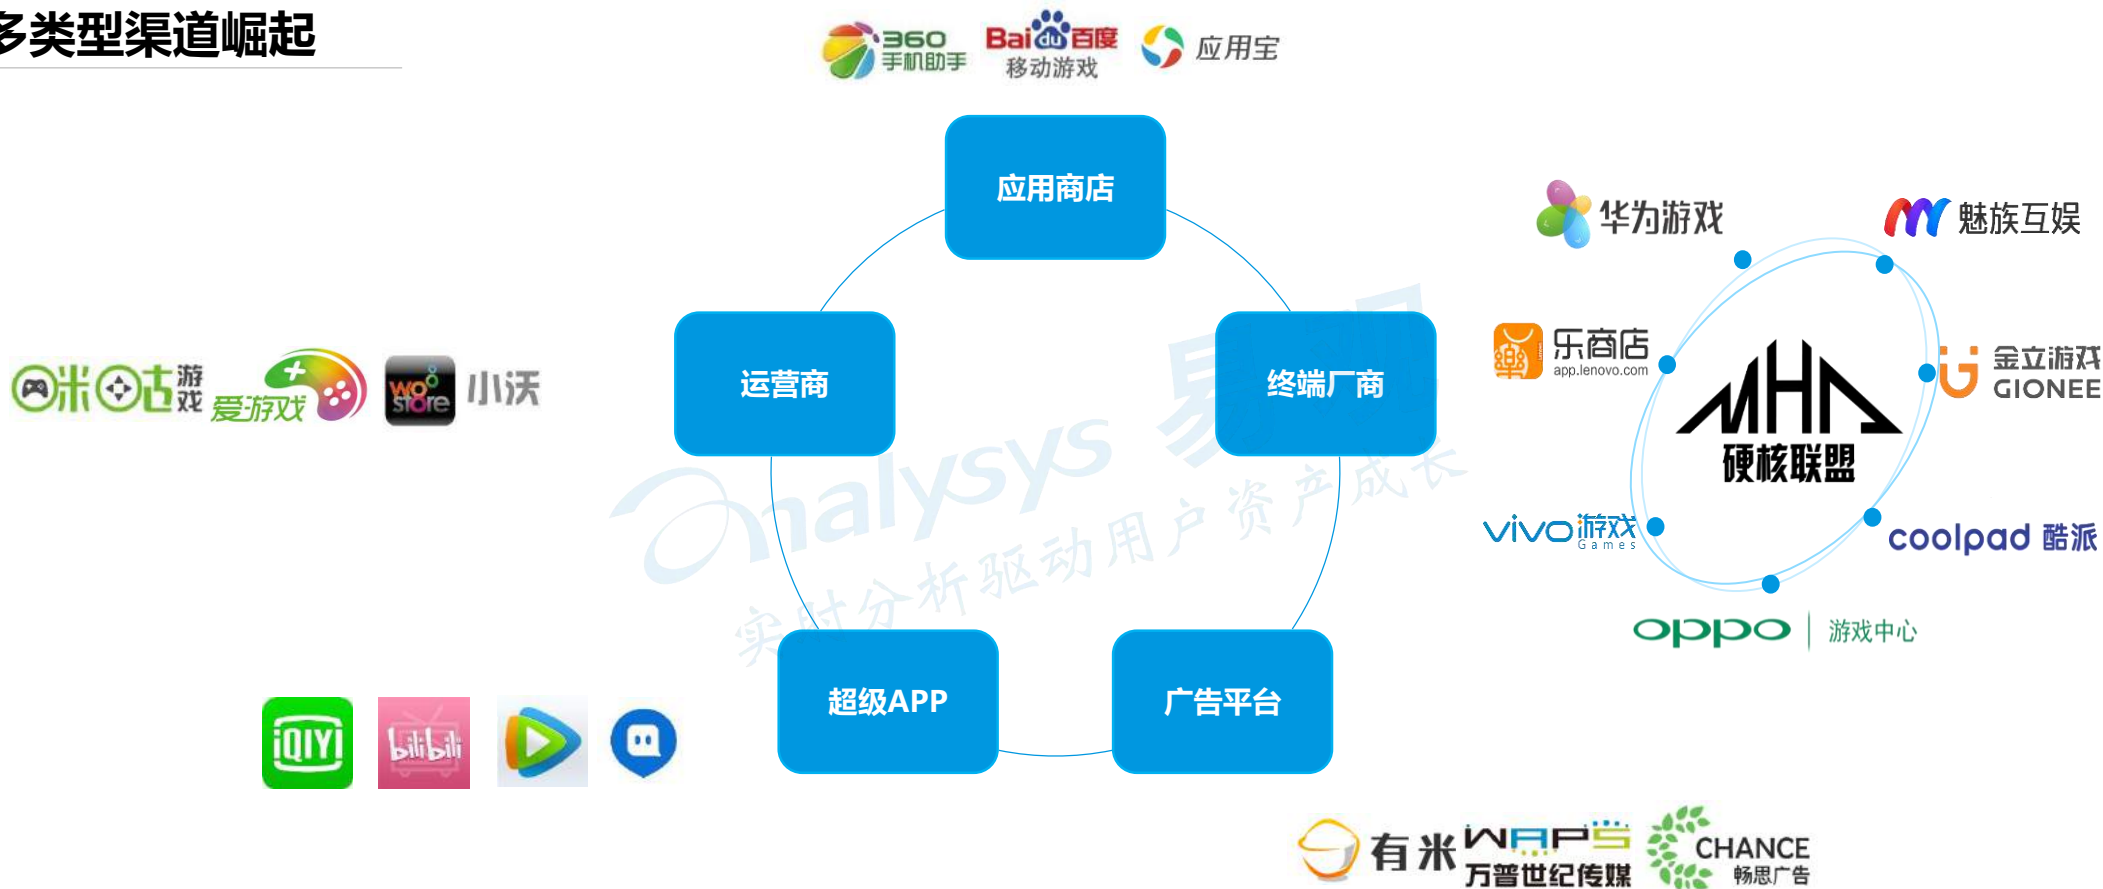 多类型渠道崛起
360
手机助手
Baidu百度
移动游戏
应用宝
应用商店
华为游戏
魅族互娱
运营商
终端厂商
乐商店
app.lenovo.com
金立游戏
GIONEE
MHA
硬核联盟
咪咕游戏
爱游戏
WO
store
小沃
analysys 易观
实时分析驱动用户资产成长
vivo游戏
Games
coolpad 酷派
oppo 游戏中心
超级APP
广告平台
iQIYI
bilibili
有米
WAPS
万普世纪传媒
CHANCE
畅思广告